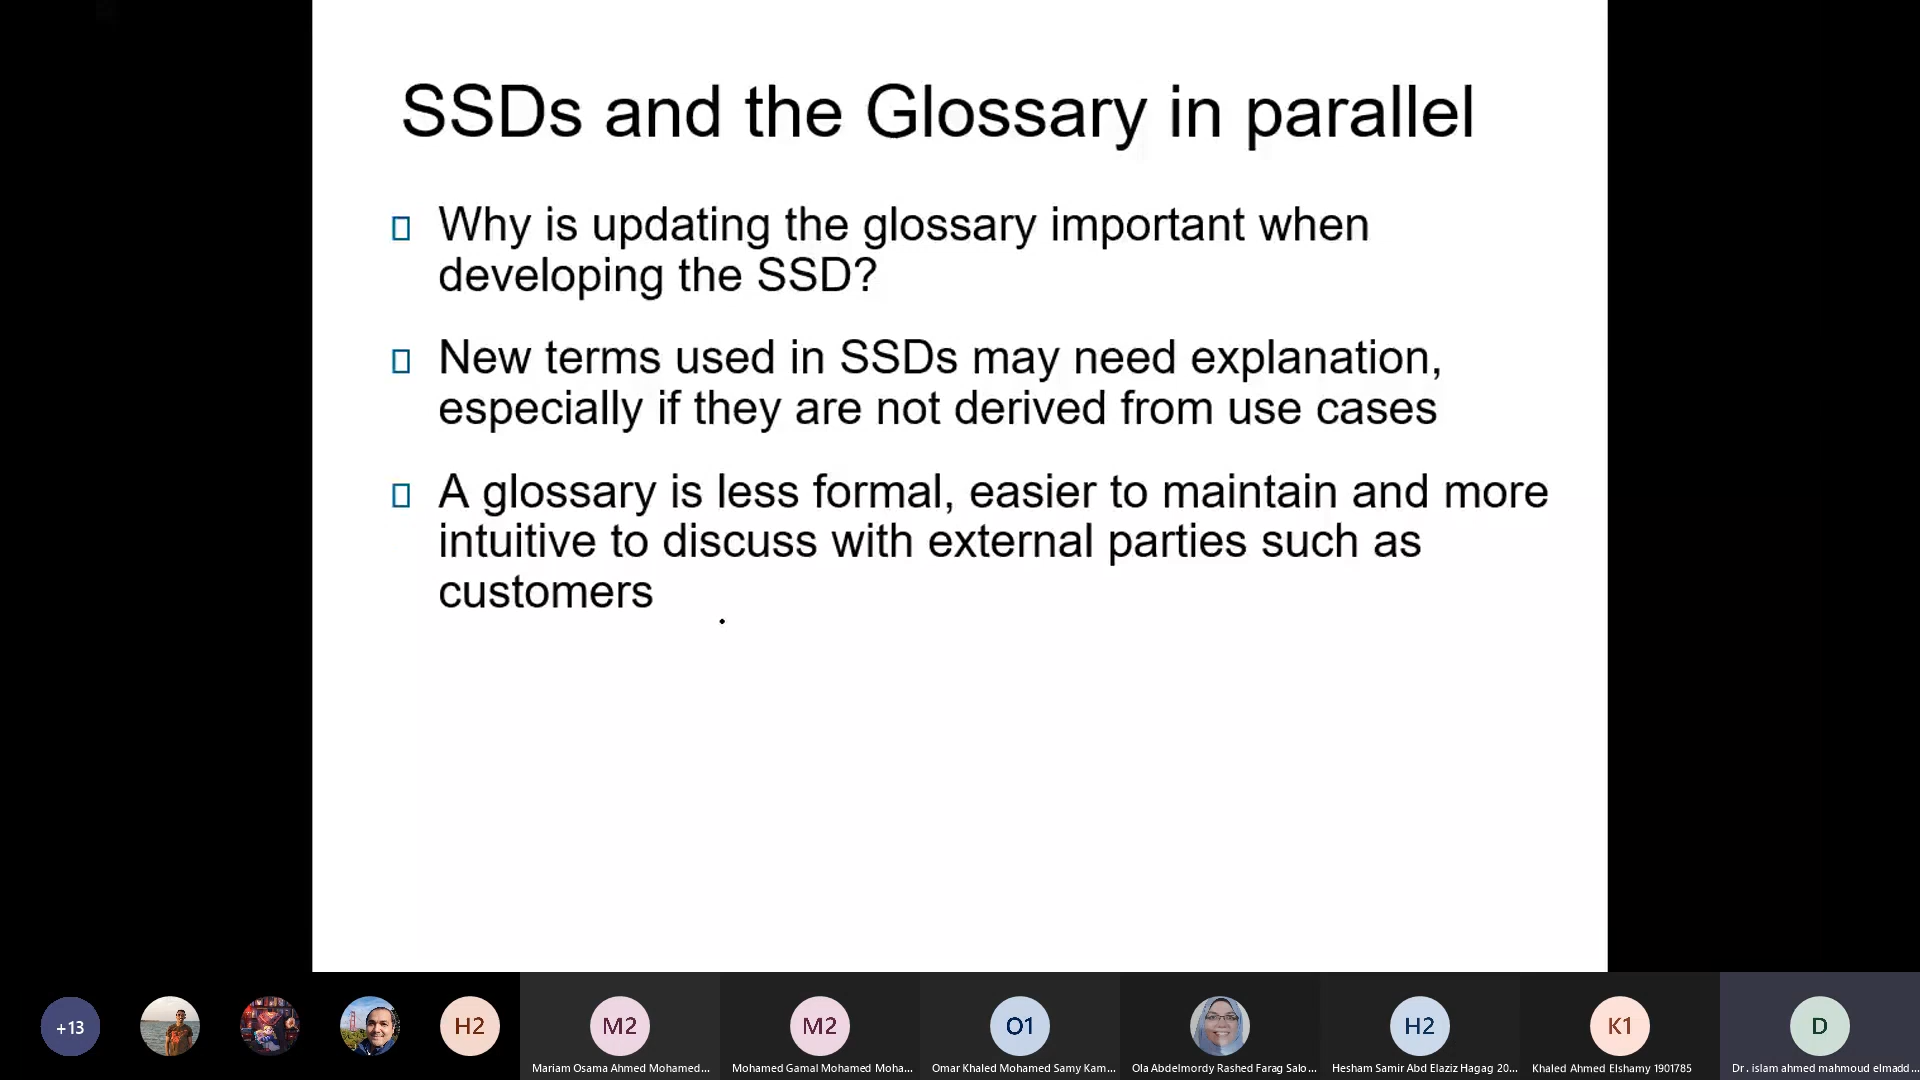 SSDs and the Glossary in parallel
Why is updating the glossary important when
developing the SSD?
New terms used in SSDs may need explanation,
especially if they are not derived from use cases
A glossary is less formal, easier to maintain and more
intuitive to discuss with external parties such as
customers
+13
H2
M2
M2
O1
H2
K1
D
Mariam Osama Ahmed Mohamed...
Mohamed Gamal Mohamed Moha...
Omar Khaled Mohamed Samy Kam...
Ola Abdelmordy Rashed Farag Salo...
Hesham Samir Abd Elaziz Hagag 20...
Khaled Ahmed Elshamy 1901785
Dr. islam ahmed mahmoud elmadd...